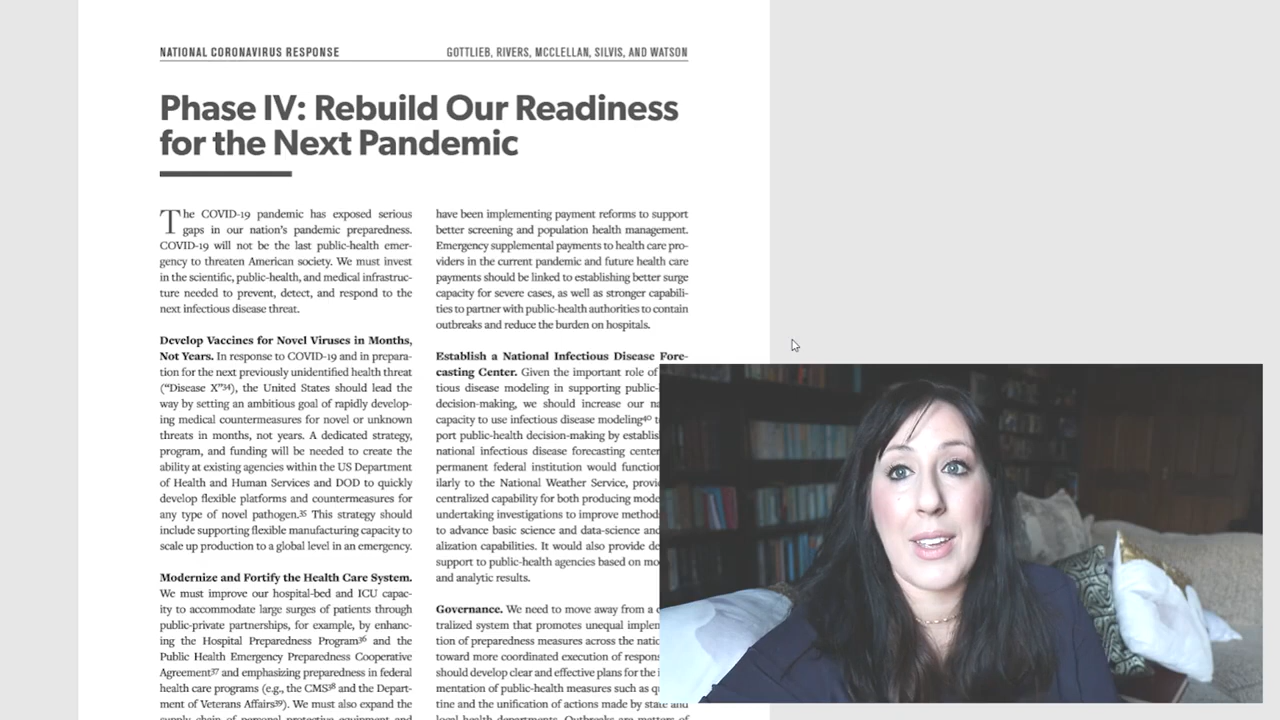 NATIONAL CORONAVIRUS RESPONSE
GOTTLIEB, RIVERS, MCCLELLAN, SILVIS, AND WATSON
Phase IV: Rebuild Our Readiness
for the Next Pandemic
The COVID-19 pandemic has exposed serious
gaps in our nation's pandemic preparedness.
COVID-19 will not be the last public-health emer-
gency to threaten American society. We must invest
in the scientific, public-health, and medical infrastruc-
ture needed to prevent, detect, and respond to the
next infectious disease threat.
Develop Vaccines for Novel Viruses in Months,
Not Years. In response to COVID-19 and in prepara-
tion for the next previously unidentified health threat
("Disease X"34), the United States should lead the
way by setting an ambitious goal of rapidly develop-
ing medical countermeasures for novel or unknown
threats in months, not years. A dedicated strategy,
program, and funding will be needed to create the
ability at existing agencies within the US Department
of Health and Human Services and DOD to quickly
develop flexible platforms and countermeasures for
any type of novel pathogen.35 This strategy should
include supporting flexible manufacturing capacity to
scale up production to a global level in an emergency.
Modernize and Fortify the Health Care System.
We must improve our hospital-bed and ICU capac-
ity to accommodate large surges of patients through
public-private partnerships, for example, by enhanc-
ing the Hospital Preparedness Program36 and the
Public Health Emergency Preparedness Cooperative
Agreement37 and emphasizing preparedness in federal
health care programs (e.g., the CMS38 and the Depart-
ment of Veterans Affairs39). We must also expand the
supply chain of personal protective equipment and
have been implementing payment reforms to support
better screening and population health management.
Emergency supplemental payments to health care pro-
viders in the current pandemic and future health care
payments should be linked to establishing better surge
capacity for severe cases, as well as stronger capabili-
ties to partner with public-health authorities to contain
outbreaks and reduce the burden on hospitals.
Establish a National Infectious Disease Fore-
casting Center. Given the important role of
tious disease modeling in supporting public-
decision-making, we should increase our na
capacity to use infectious disease modeling40 t
port public-health decision-making by establis
national infectious disease forecasting center
permanent federal institution would function
ilarly to the National Weather Service, provi
centralized capability for both producing mode
undertaking investigations to improve methods
to advance basic science and data-science and
alization capabilities. It would also provide de
support to public-health agencies based on mo
and analytic results.
Governance. We need to move away from a
tralized system that promotes unequal implem
tion of preparedness measures across the natio
toward more coordinated execution of respons
should develop clear and effective plans for the i
mentation of public-health measures such as q
tine and the unification of actions made by state and
local health departments. Outbreaks are matters of